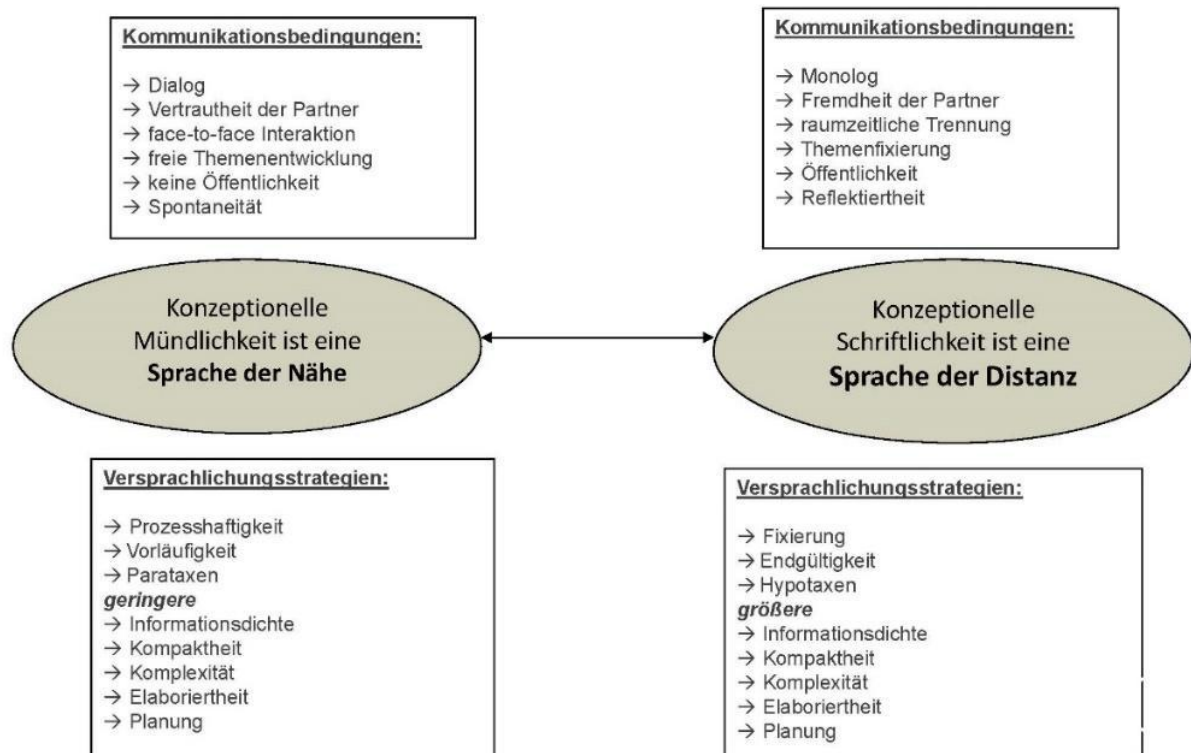 Kommunikationsbedingungen:
→ Dialog
→ Vertrautheit der Partner
→ face-to-face Interaktion
→ freie Themenentwicklung
→ keine Öffentlichkeit
→ Spontaneität
Kommunikationsbedingungen:
→ Monolog
→ Fremdheit der Partner
→ raumzeitliche Trennung
→ Themenfixierung
→ Öffentlichkeit
→ Reflektiertheit
Konzeptionelle
Mündlichkeit ist eine
Sprache der Nähe
Konzeptionelle
Schriftlichkeit ist eine
Sprache der Distanz
Versprachlichungsstrategien:
→ Prozesshaftigkeit
→ Vorläufigkeit
→ Parataxen
geringere
→ Informationsdichte
→ Kompaktheit
→ Komplexität
→ Elaboriertheit
→ Planung
Versprachlichungsstrategien:
→ Fixierung
→ Endgültigkeit
→ Hypotaxen
größere
→ Informationsdichte
→ Kompaktheit
→ Komplexität
→ Elaboriertheit
→ Planung